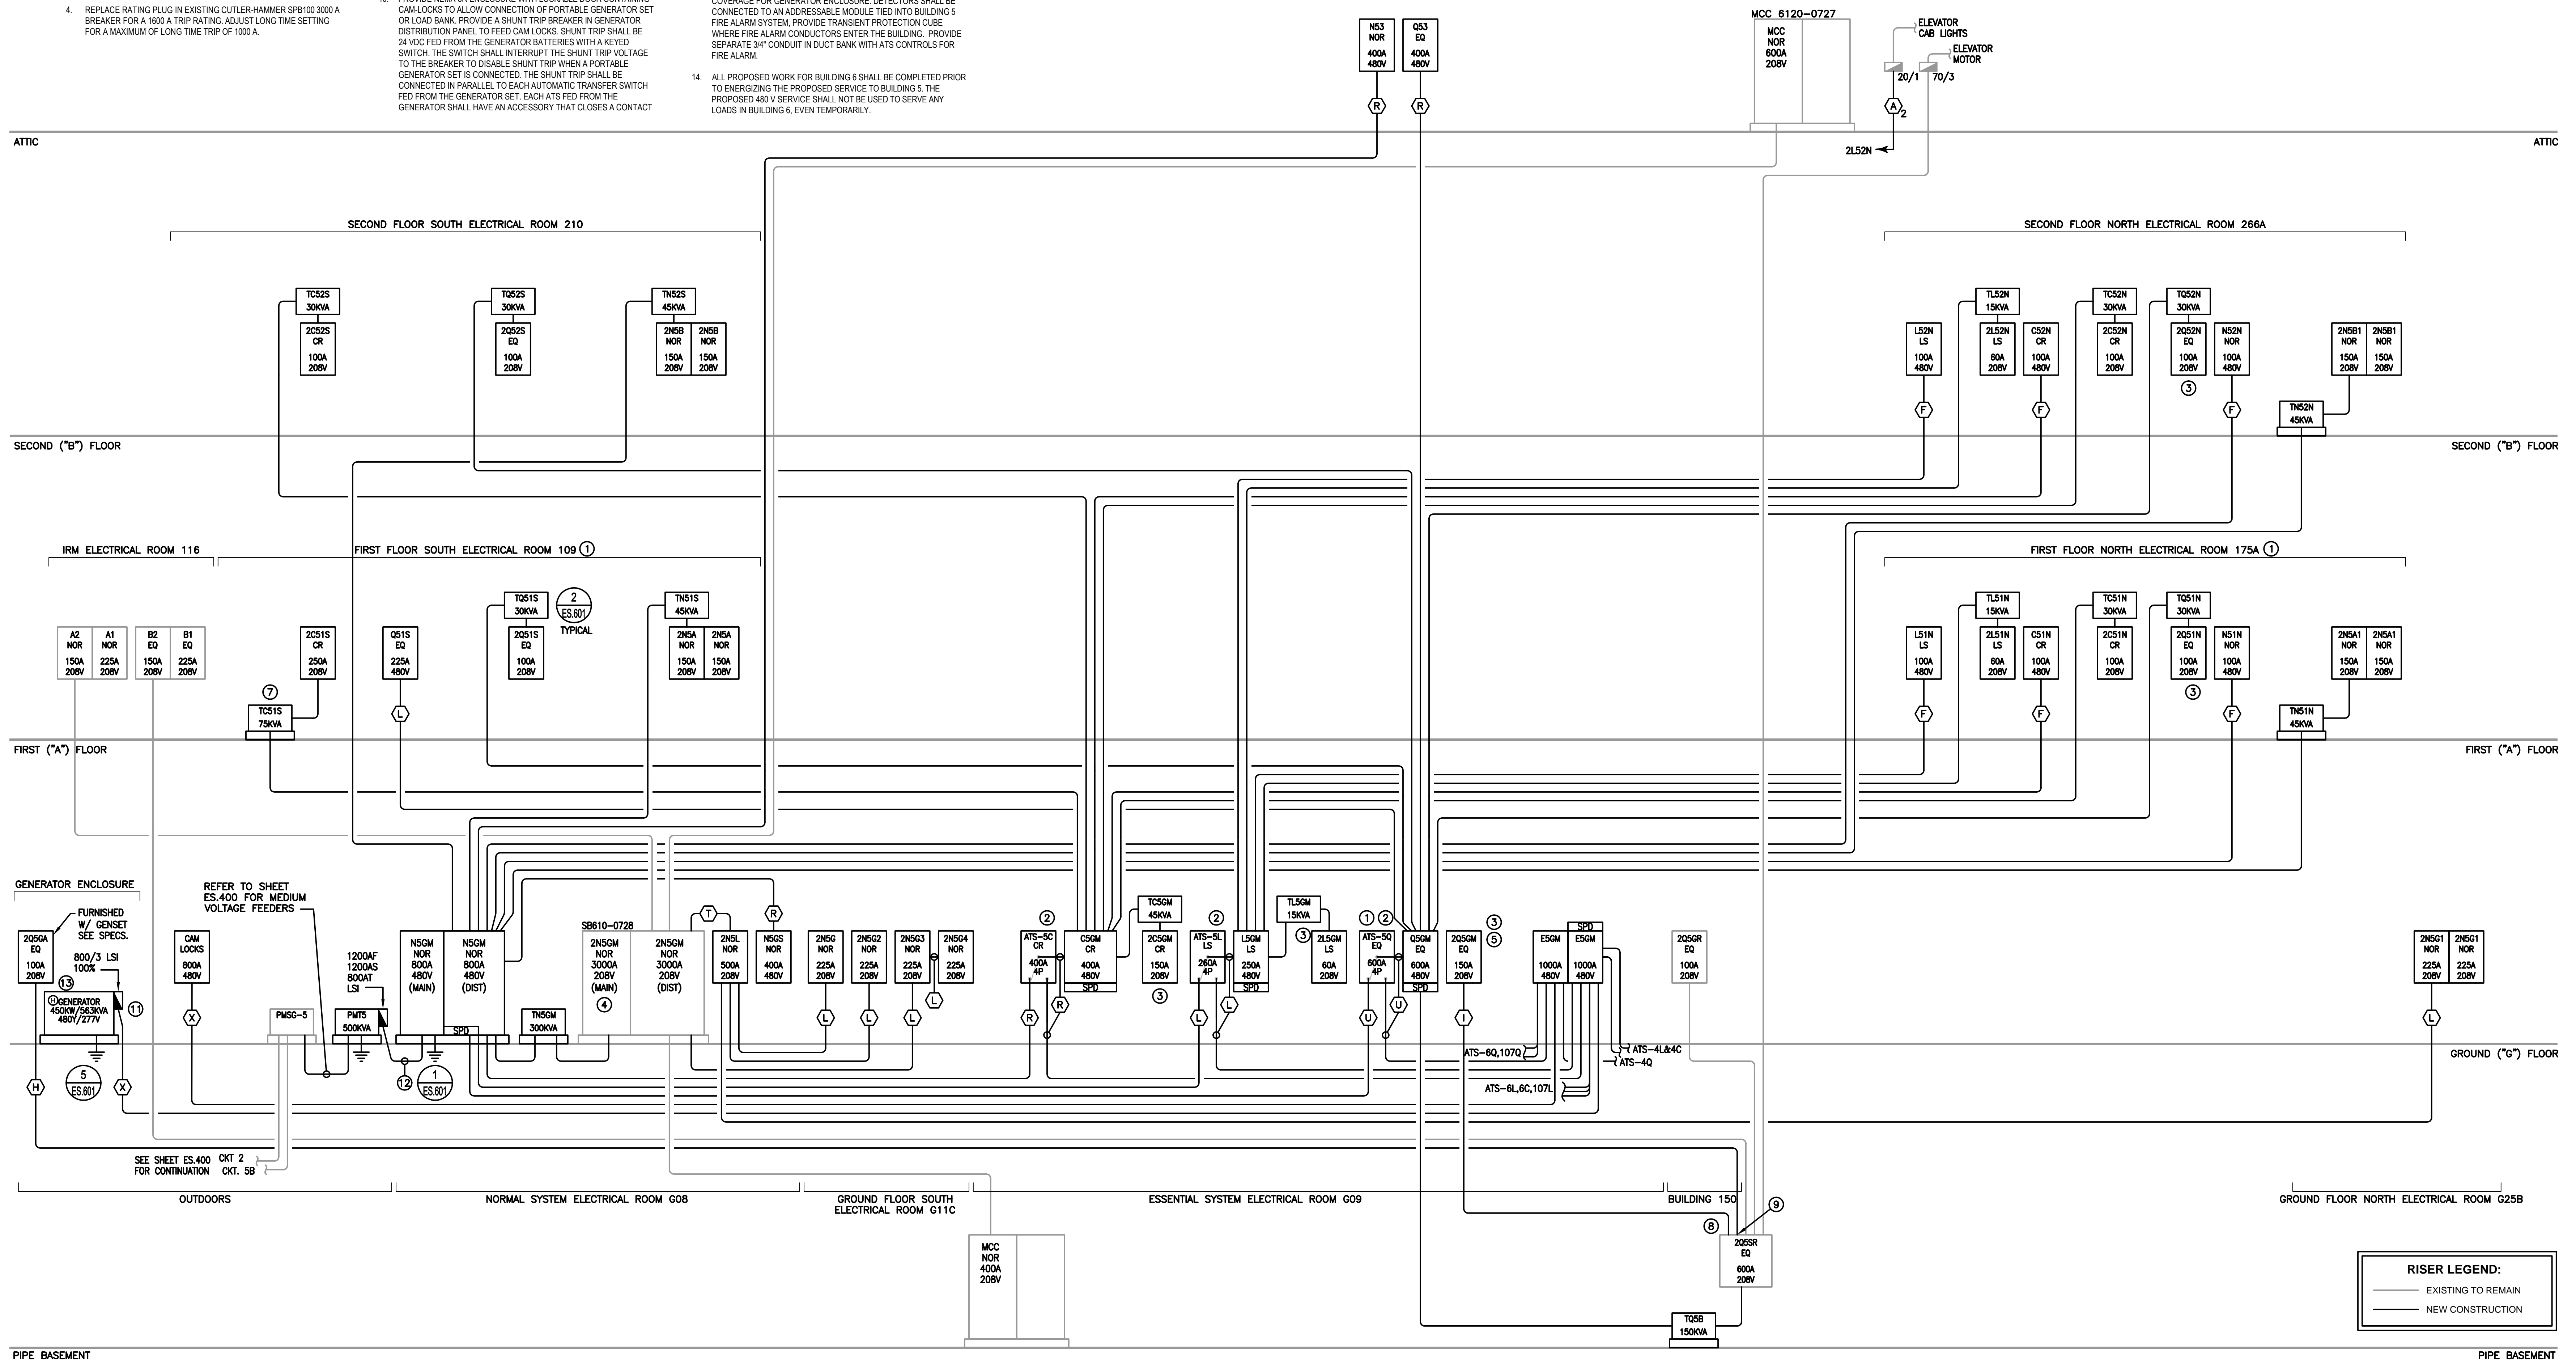 4. REPLACE RATING PLUG IN EXISTING CUTLER-HAMMER SPB100 3000 A
BREAKER FOR A 1600 A TRIP RATING. ADJUST LONG TIME SETTING
FOR A MAXIMUM OF LONG TIME TRIP OF 1000 A.
CAM-LOCKS TO ALLOW CONNECTION OF PORTABLE GENERATOR SET
OR LOAD BANK. PROVIDE A SHUNT TRIP BREAKER IN GENERATOR
DISTRIBUTION PANEL TO FEED CAM LOCKS. SHUNT TRIP SHALL BE
24 VDC FED FROM THE GENERATOR BATTERIES WITH A KEYED
SWITCH. THE SWITCH SHALL INTERRUPT THE SHUNT TRIP VOLTAGE
TO THE BREAKER TO DISABLE SHUNT TRIP WHEN A PORTABLE
GENERATOR SET IS CONNECTED. THE SHUNT TRIP SHALL BE
CONNECTED IN PARALLEL TO EACH AUTOMATIC TRANSFER SWITCH
FED FROM THE GENERATOR SET. EACH ATS FED FROM THE
GENERATOR SHALL HAVE AN ACCESSORY THAT CLOSES A CONTACT
COVERAGE FOR GENERATOR ENCLOSURE. DETECTORS SHALL BE
CONNECTED TO AN ADDRESSABLE MODULE TIED INTO BUILDING 5
FIRE ALARM SYSTEM, PROVIDE TRANSIENT PROTECTION CUBE
WHERE FIRE ALARM CONDUCTORS ENTER THE BUILDING. PROVIDE
SEPARATE 3/4" CONDUIT IN DUCT BANK WITH ATS CONTROLS FOR
FIRE ALARM.
14. ALL PROPOSED WORK FOR BUILDING 6 SHALL BE COMPLETED PRIOR
TO ENERGIZING THE PROPOSED SERVICE TO BUILDING 5. THE
PROPOSED 480 V SERVICE SHALL NOT BE USED TO SERVE ANY
LOADS IN BUILDING 6, EVEN TEMPORARILY.
N53
NOR
400A
480V
R
Q53
EQ
400A
480V
R
MCC 6120-0727
MCC
NOR
600A
208V
ELEVATOR
CAB LIGHTS
ELEVATOR
MOTOR
20/1
70/3
A
2
2L52N
ATTIC
ATTIC
SECOND FLOOR SOUTH ELECTRICAL ROOM 210
SECOND FLOOR NORTH ELECTRICAL ROOM 266A
TC52S
30KVA
2C52S
CR
100A
208V
TQ52S
30KVA
2Q52S
EQ
100A
208V
TN52S
45KVA
2N5B
NOR
150A
208V
2N5B
NOR
150A
208V
L52N
LS
100A
480V
F
TL52N
15KVA
2L52N
LS
60A
208V
C52N
CR
100A
480V
F
TC52N
30KVA
2C52N
CR
100A
208V
TQ52N
30KVA
2Q52N
EQ
100A
208V
3
N52N
NOR
100A
480V
F
TN52N
45KVA
2N5B1
NOR
150A
208V
2N5B1
NOR
150A
208V
SECOND ("B") FLOOR
SECOND ("B") FLOOR
IRM ELECTRICAL ROOM 116
FIRST FLOOR SOUTH ELECTRICAL ROOM 109 1
FIRST FLOOR NORTH ELECTRICAL ROOM 175A 1
A2
NOR
150A
208V
A1
NOR
225A
208V
B2
EQ
150A
208V
B1
EQ
225A
208V
7
TC51S
75KVA
2C51S
CR
250A
208V
Q51S
EQ
225A
480V
L
TQ51S
30KVA
2Q51S
EQ
100A
208V
2
ES.601
TYPICAL
TN51S
45KVA
2N5A
NOR
150A
208V
2N5A
NOR
150A
208V
L51N
LS
100A
480V
F
TL51N
15KVA
2L51N
LS
60A
208V
C51N
CR
100A
480V
F
TC51N
30KVA
2C51N
CR
100A
208V
TQ51N
30KVA
2Q51N
EQ
100A
208V
3
N51N
NOR
100A
480V
F
TN51N
45KVA
2N5A1
NOR
150A
208V
2N5A1
NOR
150A
208V
FIRST ("A") FLOOR
FIRST ("A") FLOOR
GENERATOR ENCLOSURE
FURNISHED
W/ GENSET
SEE SPECS.
2Q5GA
EQ
100A
208V
800/3 LSI
100%
13
H
GENERATOR
450KW/563KVA
480Y/277V
11
H
5
ES.601
X
CAM
LOCKS
800A
480V
X
REFER TO SHEET
ES.400 FOR MEDIUM
VOLTAGE FEEDERS
PMSG-5
1200AF
1200AS
800AT
LSI
PMT5
500KVA
12
1
ES.601
N5GM
NOR
800A
480V
(MAIN)
N5GM
NOR
800A
480V
(DIST)
SPD
TN5GM
300KVA
SB610-0728
2N5GM
NOR
3000A
208V
(MAIN)
4
2N5GM
NOR
3000A
208V
(DIST)
T
2N5L
NOR
500A
208V
R
N5GS
NOR
400A
480V
2N5G
NOR
225A
208V
L
2N5G2
NOR
225A
208V
L
2N5G3
NOR
225A
208V
L
2N5G4
NOR
225A
208V
L
2
ATS-5C
CR
400A
4P
R
R
C5GM
CR
400A
480V
SPD
TC5GM
45KVA
2C5GM
CR
150A
208V
3
2
ATS-5L
LS
260A
4P
L
L
L5GM
LS
250A
480V
SPD
TL5GM
15KVA
3
2L5GM
LS
60A
208V
1 2
ATS-5Q
EQ
600A
4P
U
U
Q5GM
EQ
600A
480V
SPD
2Q5GM
EQ
150A
208V
I
3
5
SPD
E5GM
1000A
480V
E5GM
1000A
480V
ATS-6Q,107Q
ATS-4L&4C
ATS-4Q
ATS-6L,6C,107L
2Q5GR
EQ
100A
208V
2N5G1
NOR
225A
208V
2N5G1
NOR
225A
208V
L
GROUND ("G") FLOOR
SEE SHEET ES.400 CKT 2
FOR CONTINUATION CKT. 5B
OUTDOORS
NORMAL SYSTEM ELECTRICAL ROOM G08
GROUND FLOOR SOUTH
ELECTRICAL ROOM G11C
ESSENTIAL SYSTEM ELECTRICAL ROOM G09
BUILDING 150
GROUND FLOOR NORTH ELECTRICAL ROOM G25B
MCC
NOR
400A
208V
8
9
2Q5SR
EQ
600A
208V
TQ5B
150KVA
RISER LEGEND:
EXISTING TO REMAIN
NEW CONSTRUCTION
PIPE BASEMENT
PIPE BASEMENT